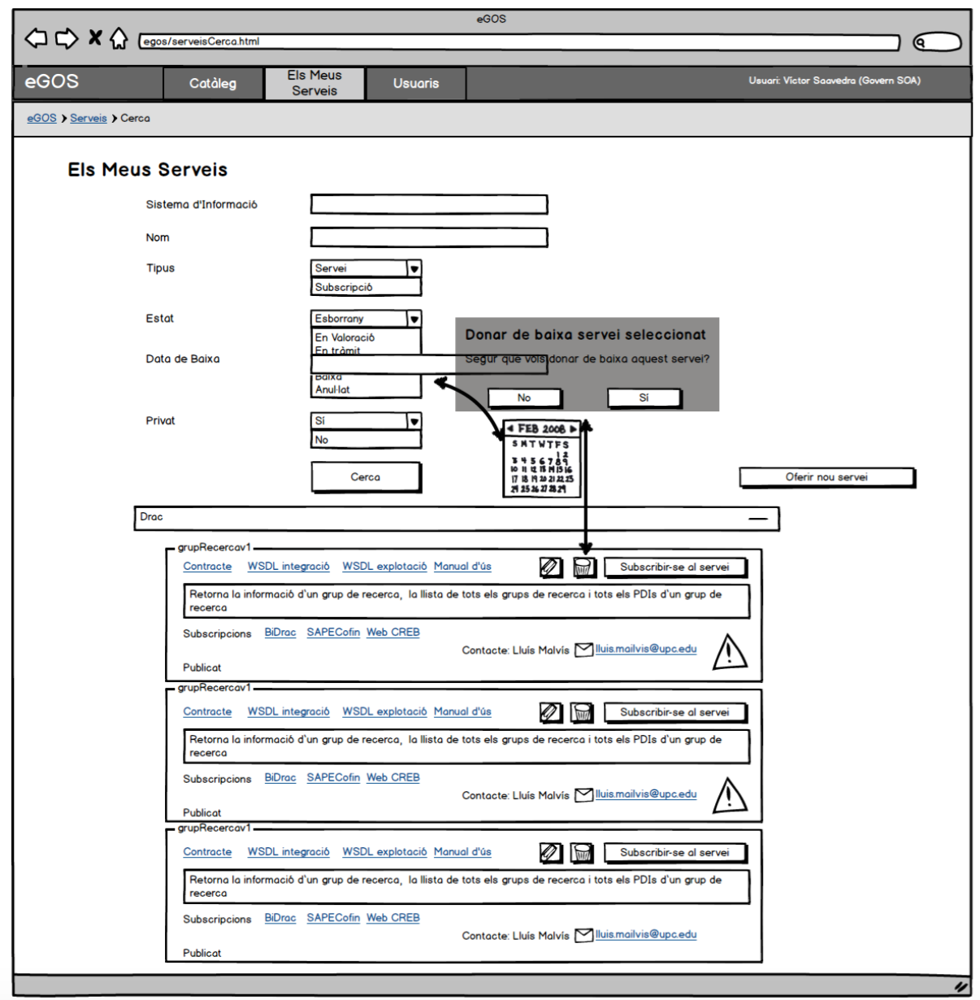 eGOS
egos/serveisCerca.html
eGOS
Catàleg
Els Meus
Serveis
Usuaris
Usuari: Víctor Saavedra (Govern SOA)
eGOS > Serveis > Cerca
Els Meus Serveis
Sistema d'Informació
Nom
Tipus
Servei
Subscripció
Estat
Esborrany
En Valoració
En tràmit
Data de Baixa
Baixa
Anul·lat
Donar de baixa servei seleccionat
Segur que vols donar de baixa aquest servei?
No
Sí
Privat
Sí
No
FEB 2008
S M T W T F S
1 2
3 4 5 6 7 8 9
10 11 12 13 14 15 16
17 18 19 20 21 22 23
24 25 26 27 28 29
Cerca
Oferir nou servei
Drac
grupRecercav1
Contracte WSDL integració WSDL explotació Manual d'ús
Subscribir-se al servei
Retorna la informació d'un grup de recerca, la llista de tots els grups de recerca i tots els PDIs d'un grup de
recerca
Subscripcions BiDrac SAPECofin Web CREB
Contacte: Lluís Malvís lluis.mailvis@upc.edu
Publicat
grupRecercav1
Contracte WSDL integració WSDL explotació Manual d'ús
Subscribir-se al servei
Retorna la informació d'un grup de recerca, la llista de tots els grups de recerca i tots els PDIs d'un grup de
recerca
Subscripcions BiDrac SAPECofin Web CREB
Contacte: Lluís Malvís lluis.mailvis@upc.edu
Publicat
grupRecercav1
Contracte WSDL integració WSDL explotació Manual d'ús
Subscribir-se al servei
Retorna la informació d'un grup de recerca, la llista de tots els grups de recerca i tots els PDIs d'un grup de
recerca
Subscripcions BiDrac SAPECofin Web CREB
Contacte: Lluís Malvís lluis.mailvis@upc.edu
Publicat